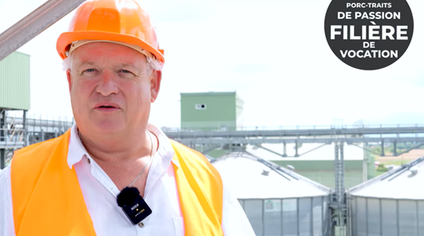 PORC-TRAITS
DE PASSION
FILIÈRE
DE
VOCATION